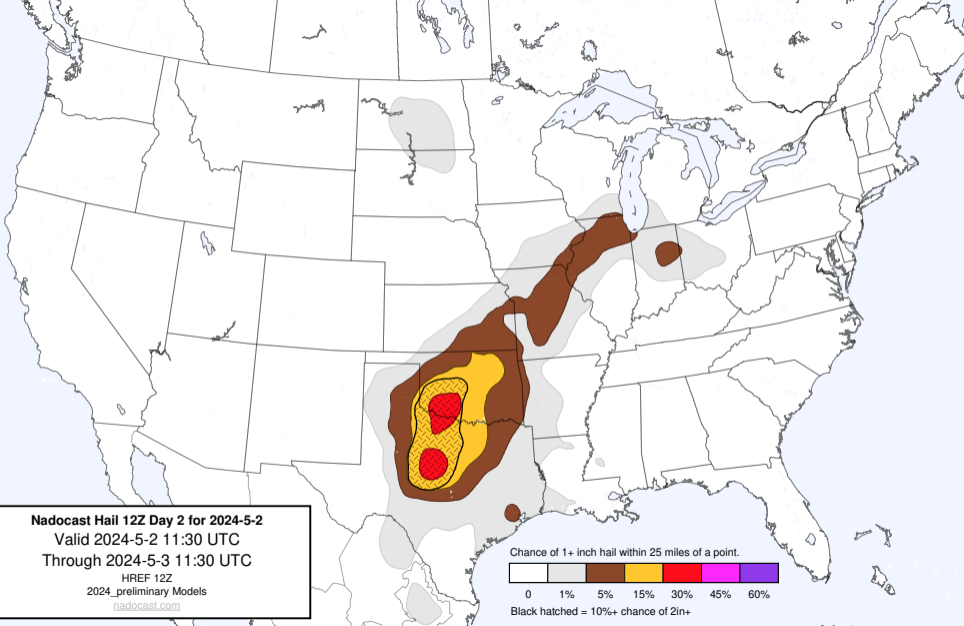 Nadocast Hail 12Z Day 2 for 2024-5-2
Valid 2024-5-2 11:30 UTC
Through 2024-5-3 11:30 UTC
HREF 12Z
2024_preliminary Models
nadocast.com
Chance of 1+ inch hail within 25 miles of a point.
0 1% 5% 15% 30% 45% 60%
Black hatched = 10%+ chance of 2in+